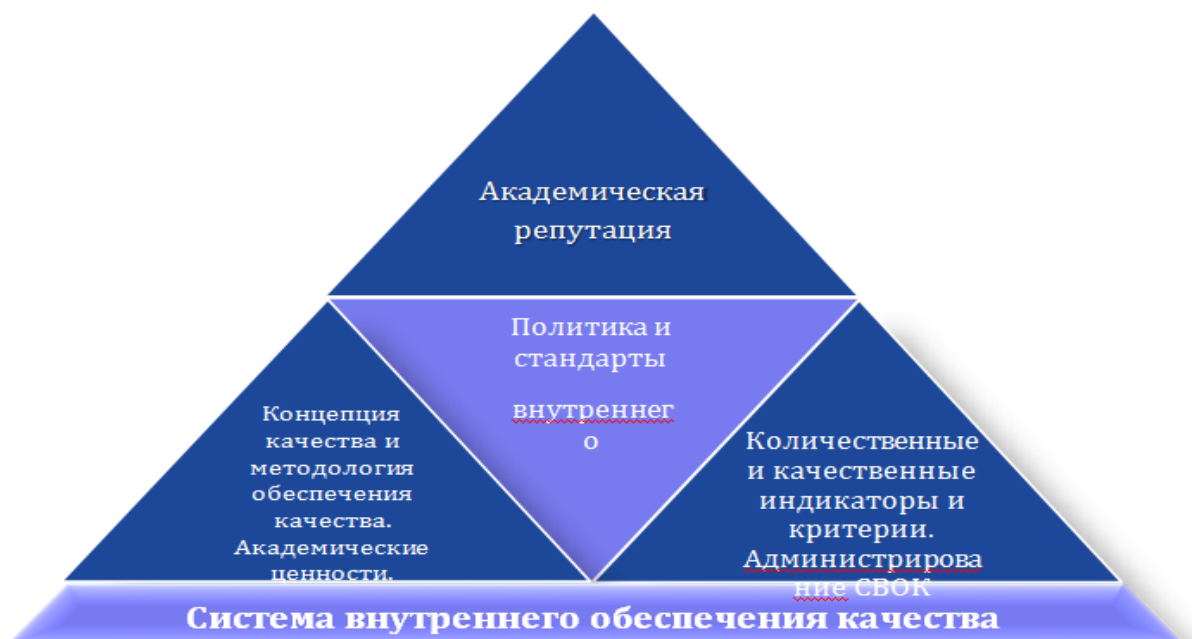 Академическая
репутация
Политика и
стандарты
внутреннег
о
Концепция
качества и
методология
обеспечения
качества.
Академические
ценности.
Количественные
и качественные
индикаторы и
критерии.
Администрирова
ние СВОК
Система внутреннего обеспечения качества